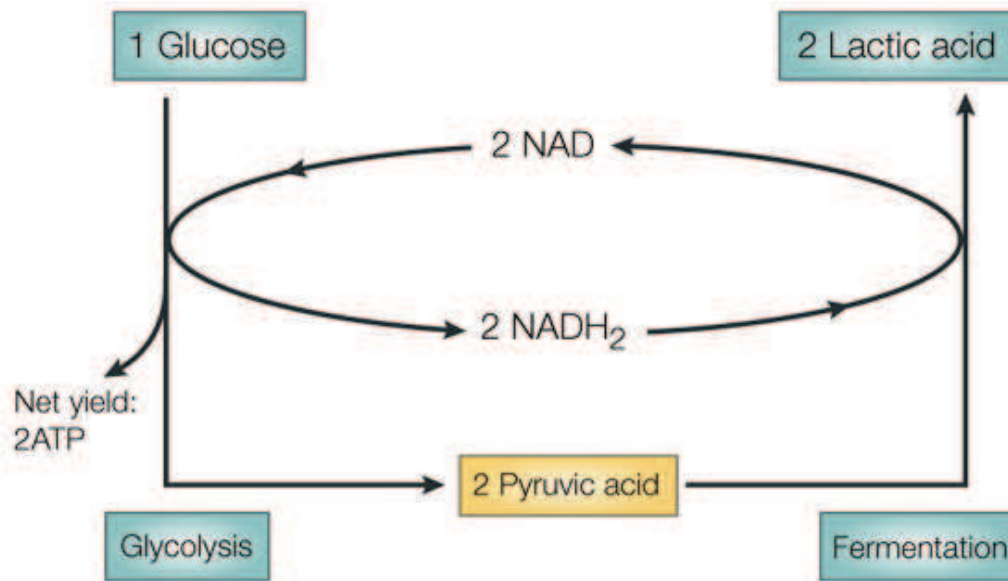 1 Glucose
2 Lactic acid
2 NAD
2 NADH₂
Net yield:
2ATP
2 Pyruvic acid
Glycolysis
Fermentation